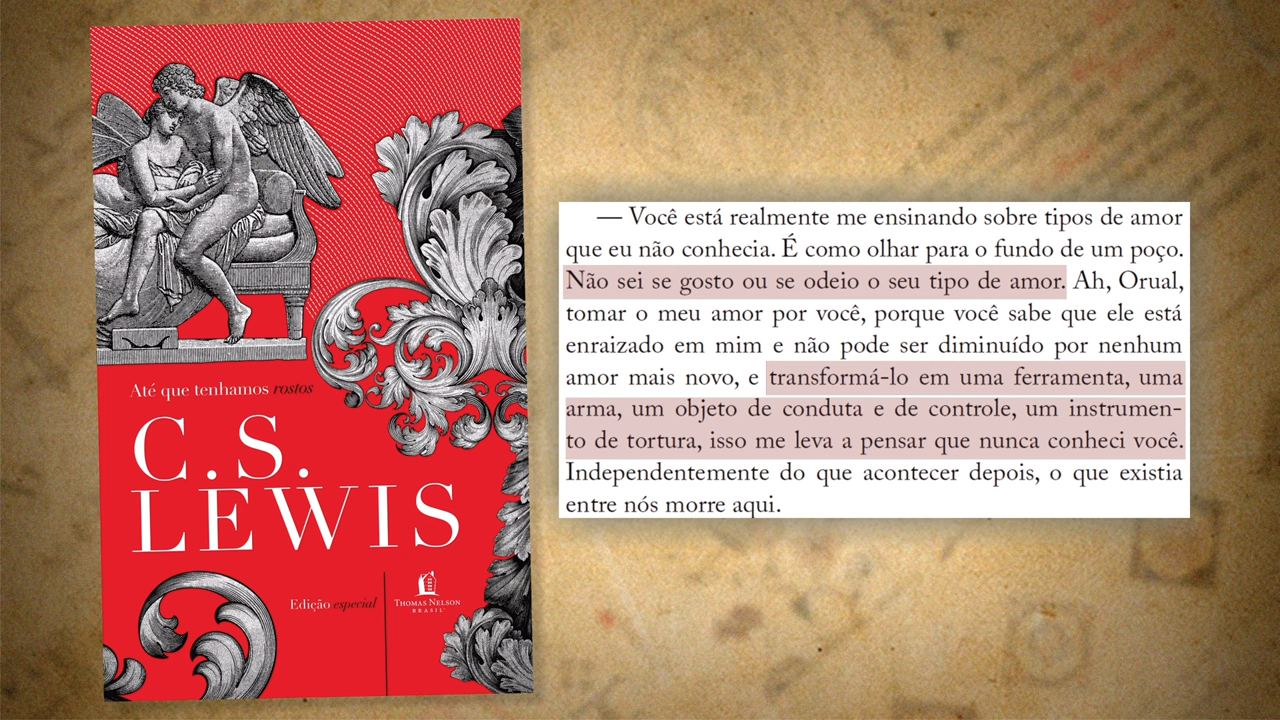 Até que tenhamos rostos
C.S.
LEWIS
Edição especial
THOMAS NELSON
BRASIL
— Você está realmente me ensinando sobre tipos de amor
que eu não conhecia. É como olhar para o fundo de um poço.
Não sei se gosto ou se odeio o seu tipo de amor. Ah, Orual,
tomar o meu amor por você, porque você sabe que ele está
enraizado em mim e não pode ser diminuído por nenhum
amor mais novo, e transformá-lo em uma ferramenta, uma
arma, um objeto de conduta e de controle, um instrumen-
to de tortura, isso me leva a pensar que nunca conheci você.
Independentemente do que acontecer depois, o que existia
entre nós morre aqui.